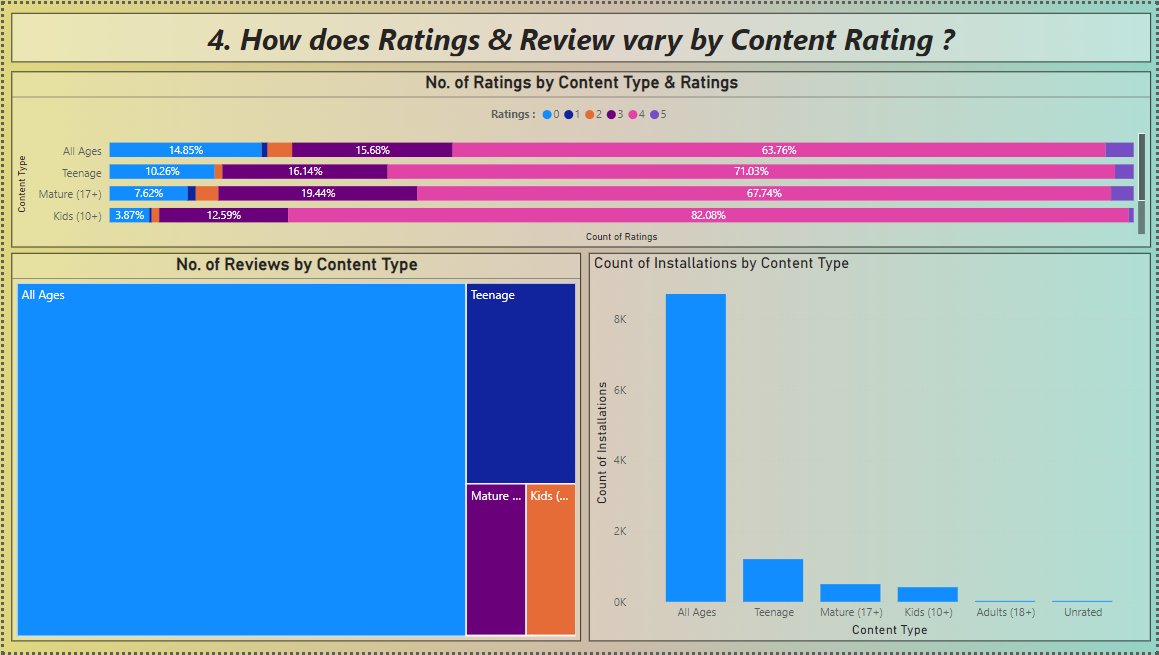 4. How does Ratings & Review vary by Content Rating ?
No. of Ratings by Content Type & Ratings
Ratings : 0 1 2 3 4 5
Content Type
All Ages 14.85% 15.68% 63.76%
Teenage 10.26% 16.14% 71.03%
Mature (17+) 7.62% 19.44% 67.74%
Kids (10+) 3.87% 12.59% 82.08%
Count of Ratings
No. of Reviews by Content Type
All Ages
Teenage
Mature ...
Kids (...
Count of Installations by Content Type
Count of Installations
8K
6K
4K
2K
0K
All Ages Teenage Mature (17+) Kids (10+) Adults (18+) Unrated
Content Type